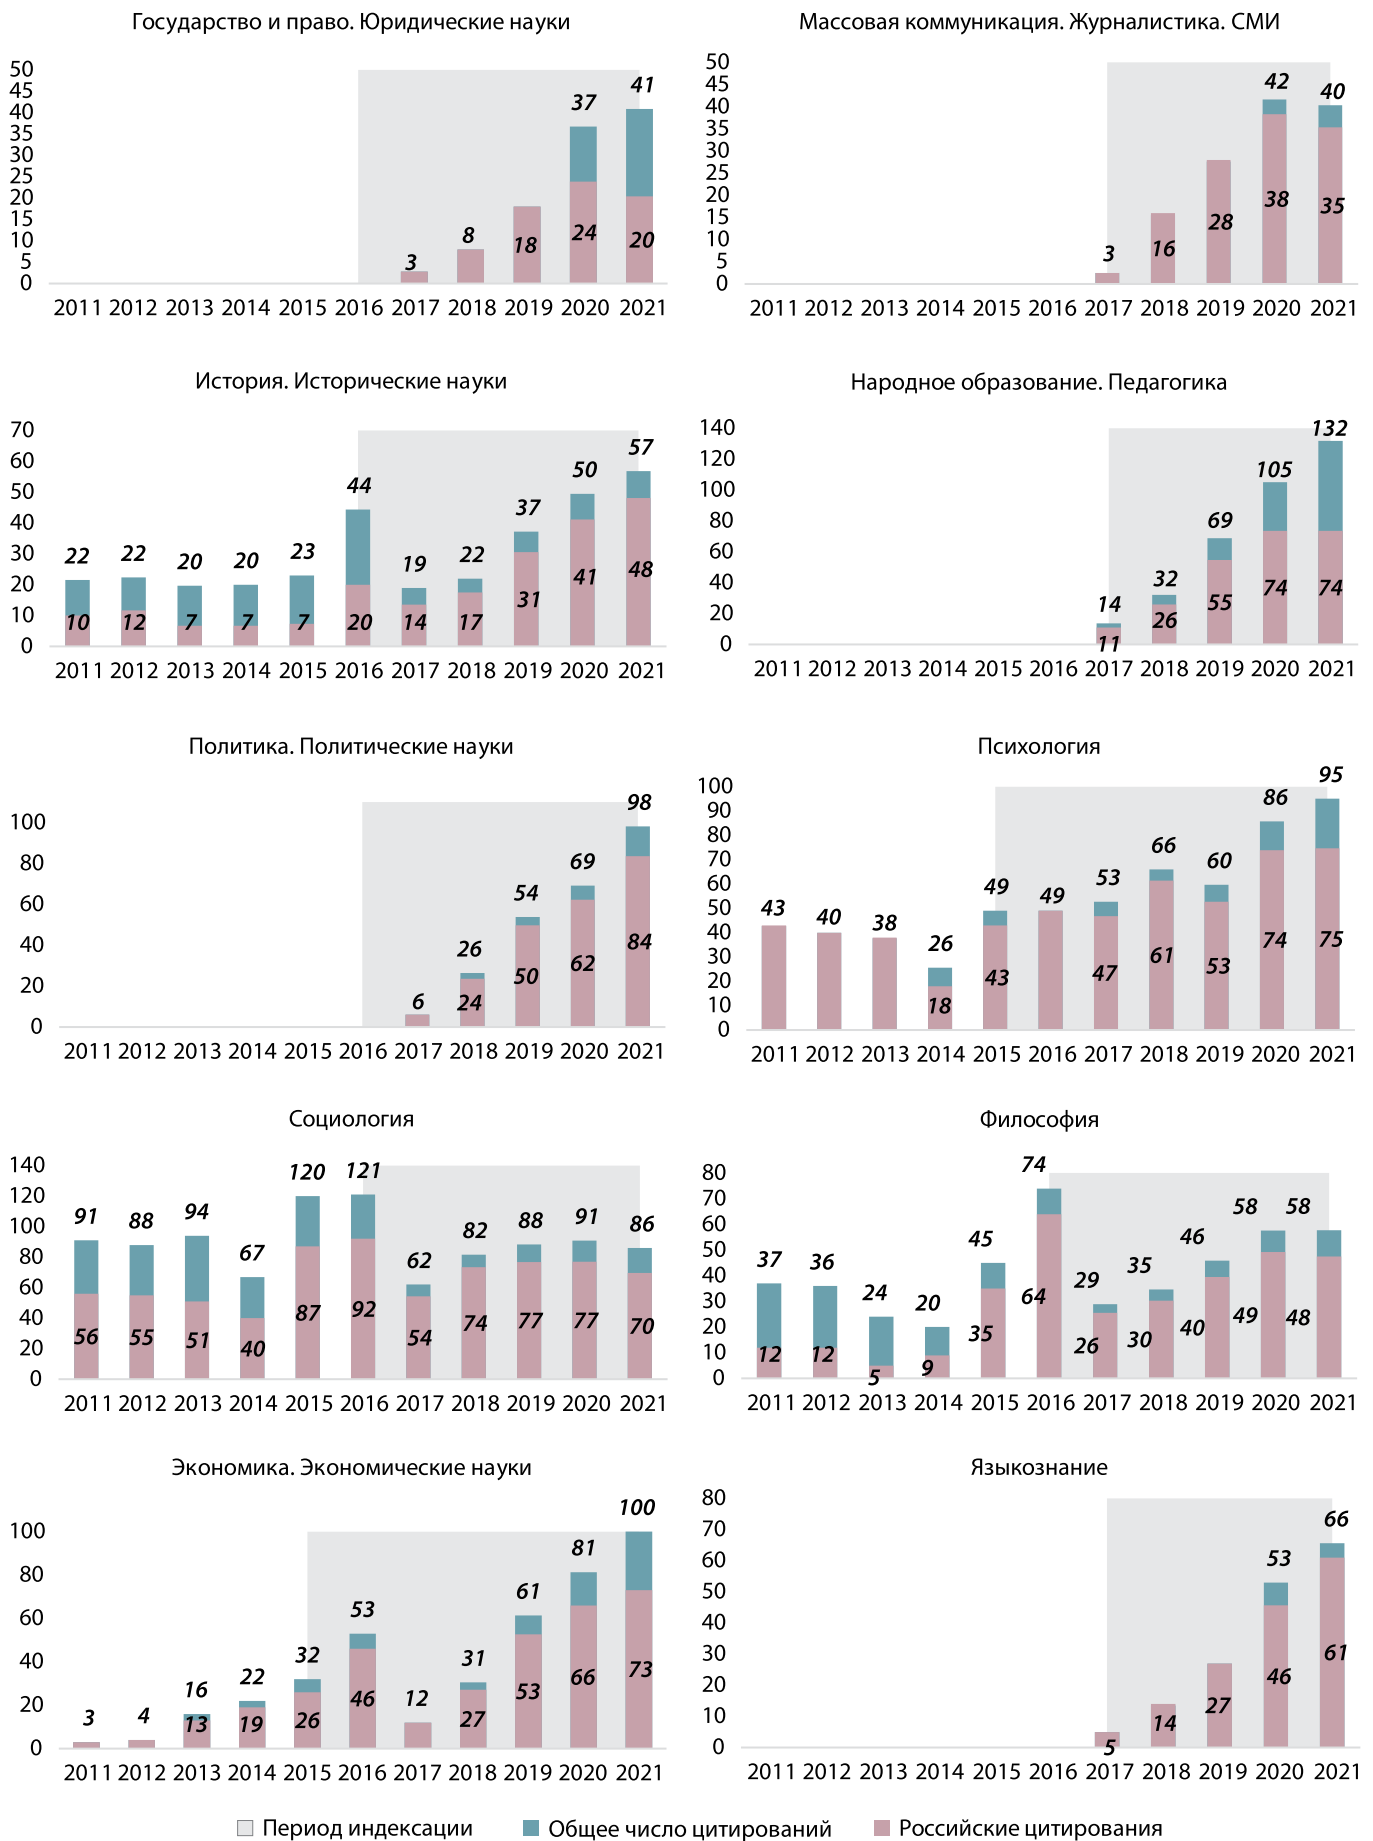 Государство и право. Юридические науки
50
45
40
35
30
25
20
15
10
5
0
3
8
18
37
24
41
20
2011 2012 2013 2014 2015 2016 2017 2018 2019 2020 2021
Массовая коммуникация. Журналистика. СМИ
50
45
40
35
30
25
20
15
10
5
0
3
16
28
42
38
40
35
2011 2012 2013 2014 2015 2016 2017 2018 2019 2020 2021
История. Исторические науки
70
60
50
40
30
20
10
0
22 22 20 20 23 44 19 22 37 50 57
10 12 7 7 7 20 14 17 31 41 48
2011 2012 2013 2014 2015 2016 2017 2018 2019 2020 2021
Народное образование. Педагогика
140
120
100
80
60
40
20
0
14 32 69 105 132
11 26 55 74 74
2011 2012 2013 2014 2015 2016 2017 2018 2019 2020 2021
Политика. Политические науки
100
80
60
40
20
0
6 26 54 69 98
24 50 62 84
2011 2012 2013 2014 2015 2016 2017 2018 2019 2020 2021
Психология
100
90
80
70
60
50
40
30
20
10
0
43 40 38 26 49 49 53 66 60 86 95
18 43 47 61 53 74 75
2011 2012 2013 2014 2015 2016 2017 2018 2019 2020 2021
Социология
140
120
100
80
60
40
20
0
91 88 94 67 120 121 62 82 88 91 86
56 55 51 40 87 92 54 74 77 77 70
2011 2012 2013 2014 2015 2016 2017 2018 2019 2020 2021
Философия
80
70
60
50
40
30
20
10
0
37 36 24 20 45 74 29 35 46 58 58
12 12 5 9 35 64 26 30 40 49 48
2011 2012 2013 2014 2015 2016 2017 2018 2019 2020 2021
Экономика. Экономические науки
100
80
60
40
20
0
3 4 16 22 32 53 12 31 61 81 100
13 19 26 46 27 53 66 73
2011 2012 2013 2014 2015 2016 2017 2018 2019 2020 2021
Языкознание
80
70
60
50
40
30
20
10
0
53 66
5 14 27 46 61
2011 2012 2013 2014 2015 2016 2017 2018 2019 2020 2021
Период индексации Общее число цитирований Российские цитирования